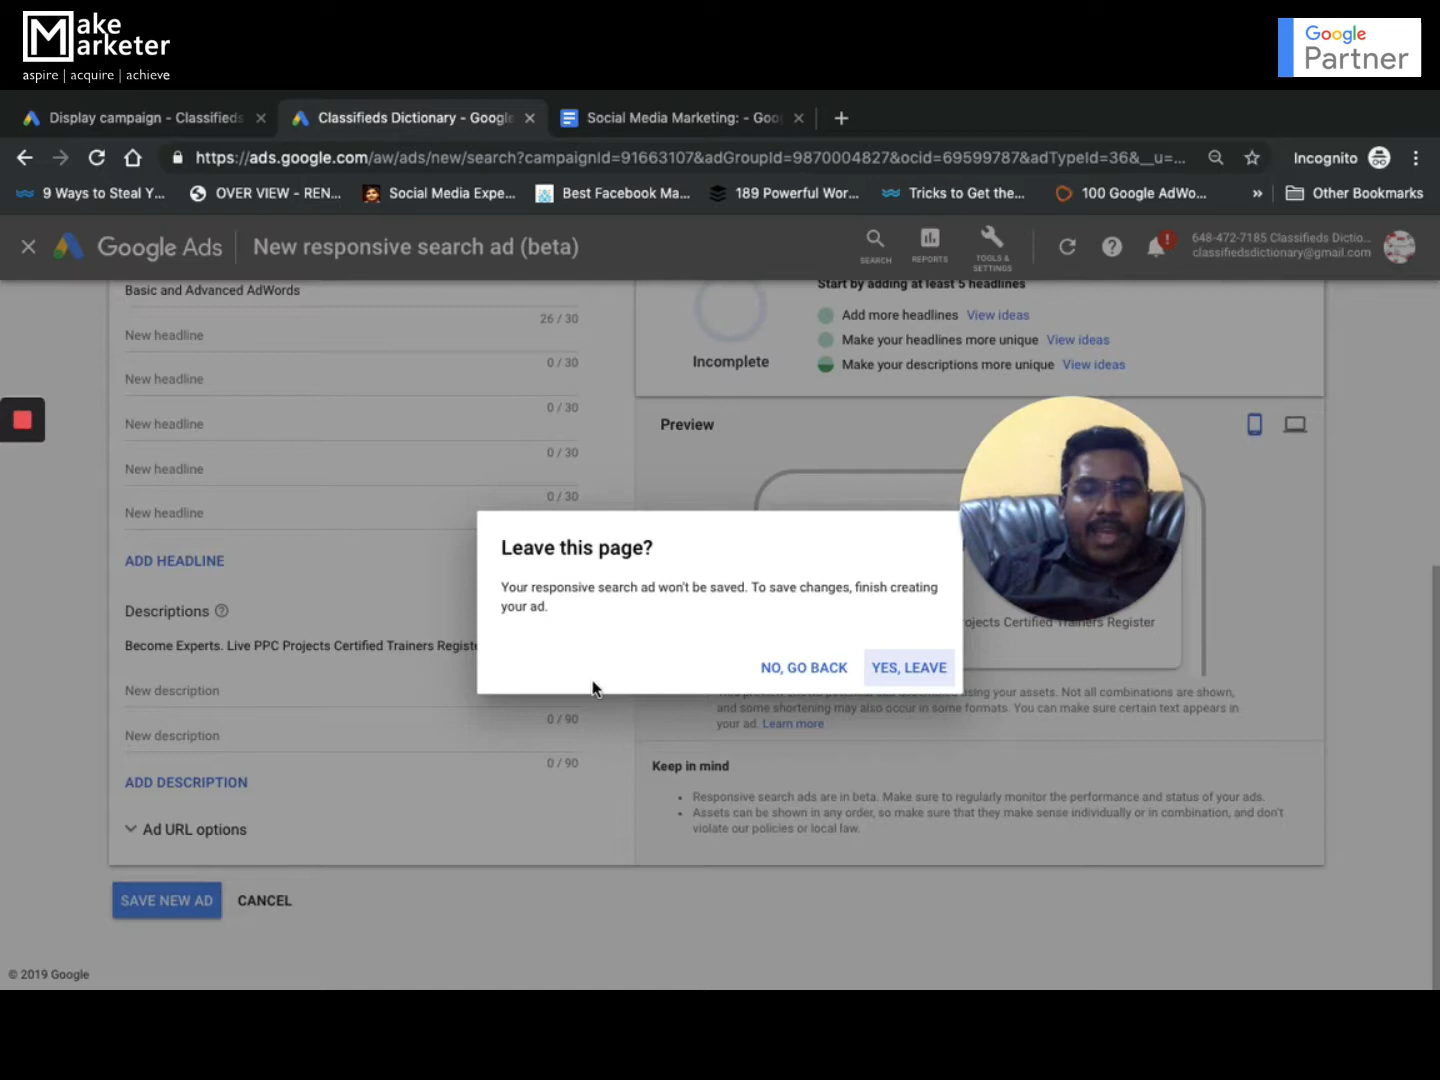 Make Marketer
aspire | acquire | achieve
Google
Partner
Display campaign - Classifieds
Classifieds Dictionary - Google
Social Media Marketing: - Goo
https://ads.google.com/aw/ads/new/search?campaignId=91663107&adGroupId=9870004827&ocid=69599787&adTypeId=36&__u=...
Incognito
9 Ways to Steal Y...
OVER VIEW - REN...
Social Media Expe...
Best Facebook Ma...
189 Powerful Wor...
Tricks to Get the...
100 Google AdWo...
»
Other Bookmarks
Google Ads
New responsive search ad (beta)
SEARCH
REPORTS
TOOLS &
SETTINGS
!
648-472-7185 Classifieds Dictio...
classifiedsdictionary@gmail.com
Basic and Advanced AdWords
26 / 30
New headline
0 / 30
New headline
0 / 30
New headline
0 / 30
New headline
0 / 30
New headline
ADD HEADLINE
Descriptions
Become Experts. Live PPC Projects Certified Trainers Registe
New description
0 / 90
New description
0 / 90
ADD DESCRIPTION
Ad URL options
SAVE NEW AD
CANCEL
© 2019 Google
Incomplete
Start by adding at least 5 headlines
Add more headlines View ideas
Make your headlines more unique View ideas
Make your descriptions more unique View ideas
Preview
Leave this page?
Your responsive search ad won't be saved. To save changes, finish creating
your ad.
NO, GO BACK
YES, LEAVE
ojects Certified Trainers Register
using your assets. Not all combinations are shown,
and some shortening may also occur in some formats. You can make sure certain text appears in
your ad. Learn more
Keep in mind
Responsive search ads are in beta. Make sure to regularly monitor the performance and status of your ads.
Assets can be shown in any order, so make sure that they make sense individually or in combination, and don't
violate our policies or local law.